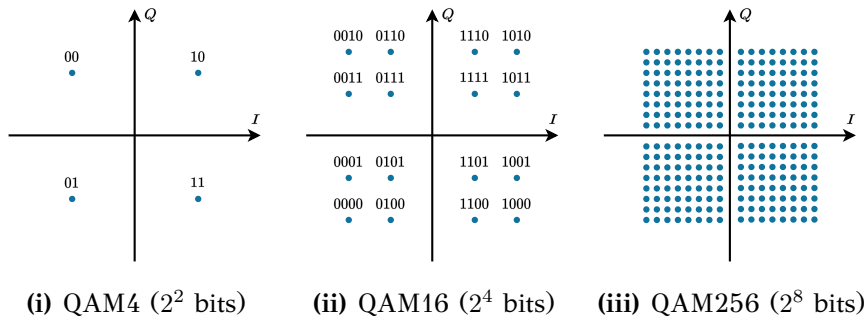 Q Q Q
00 10 0010 0110 1110 1010
0011 0111 1111 1011
I I I
01 11 0001 0101 1101 1001
0000 0100 1100 1000
(i) QAM4 (2² bits) (ii) QAM16 (2⁴ bits) (iii) QAM256 (2⁸ bits)